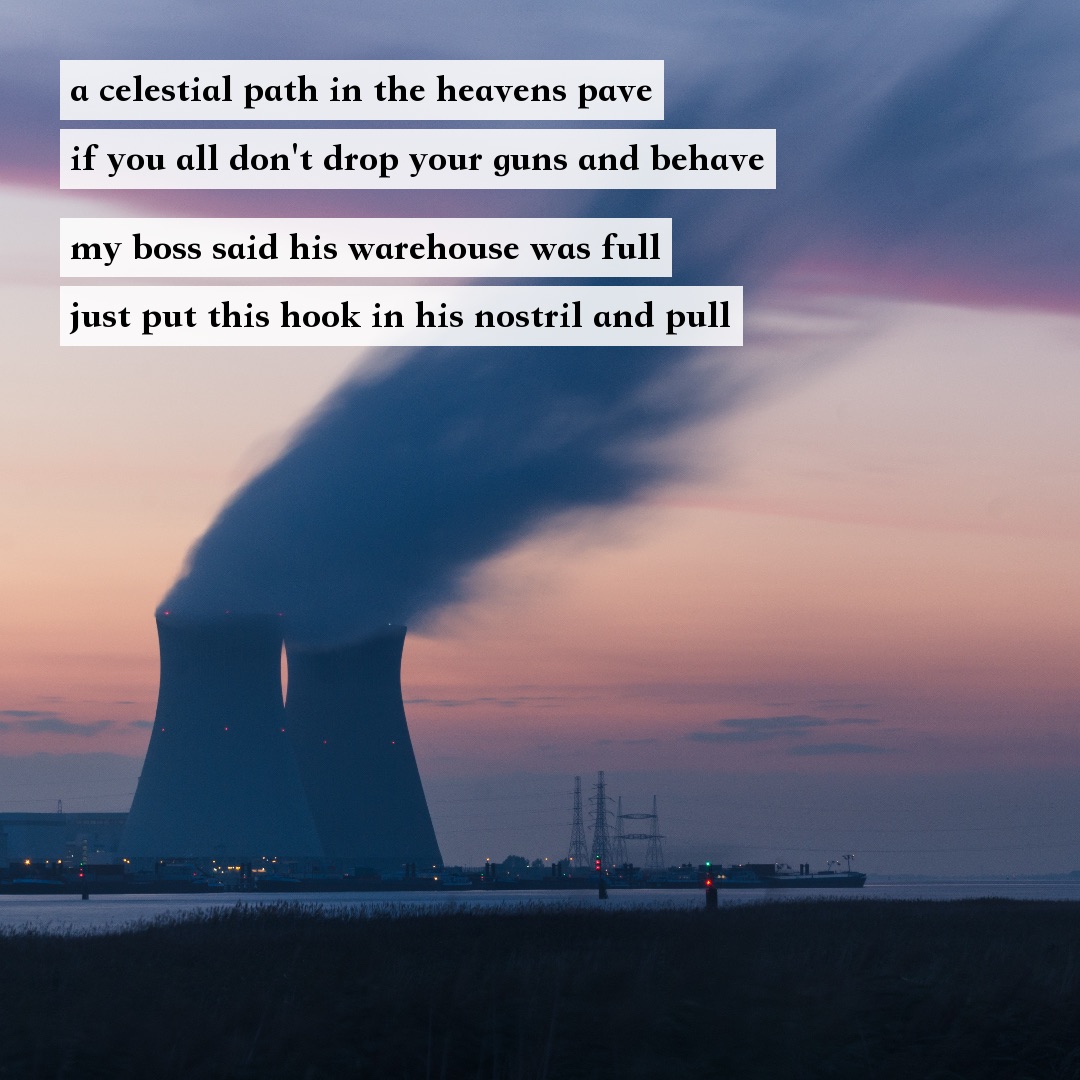 a celestial path in the heavens pave
if you all don't drop your guns and behave
my boss said his warehouse was full
just put this hook in his nostril and pull